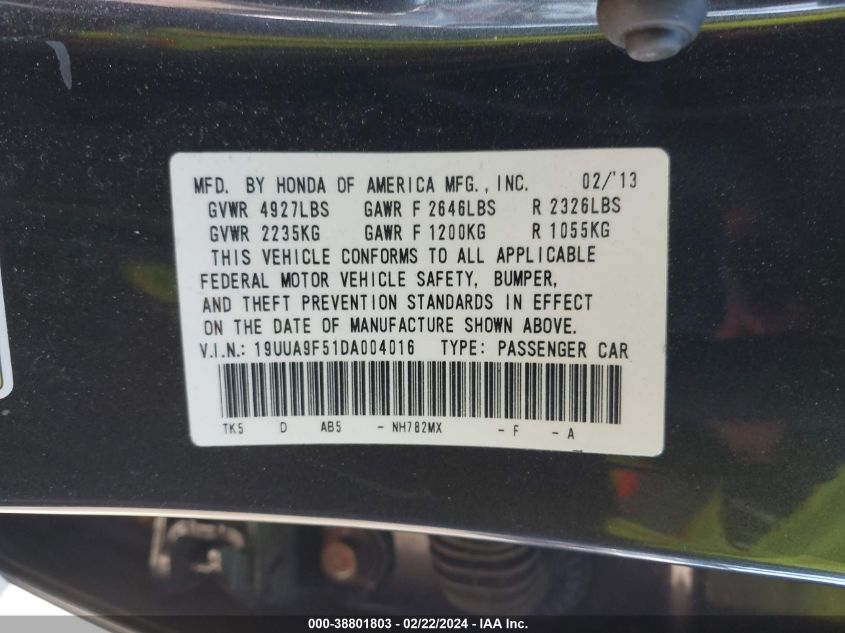 MFD. BY HONDA OF AMERICA MFG., INC. 02/'13
GVWR 4927LBS GAWR F 2646LBS R 2326LBS
GVWR 2235KG GAWR F 1200KG R 1055KG
THIS VEHICLE CONFORMS TO ALL APPLICABLE
FEDERAL MOTOR VEHICLE SAFETY, BUMPER,
AND THEFT PREVENTION STANDARDS IN EFFECT
ON THE DATE OF MANUFACTURE SHOWN ABOVE.
V.I.N.: 19UUA9F51DA004016 TYPE: PASSENGER CAR
TK5 D AB5 - NH782MX - F - A
000-38801803 - 02/22/2024 - IAA Inc.